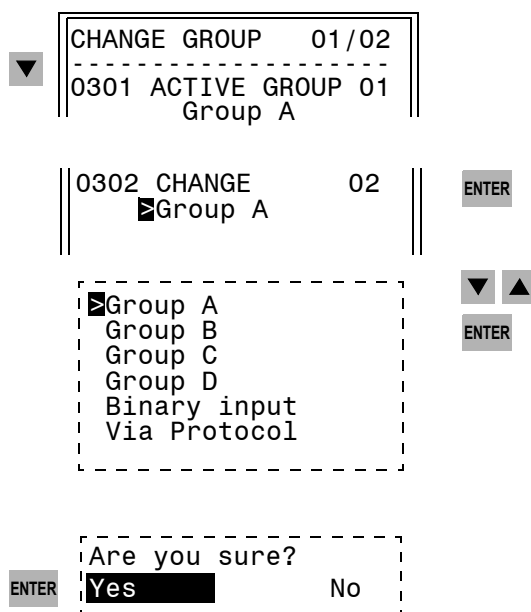 CHANGE GROUP 01/02
--------------------
0301 ACTIVE GROUP 01
Group A
0302 CHANGE 02
>Group A
ENTER
>Group A
Group B
Group C
Group D
Binary input
Via Protocol
ENTER
Are you sure?
ENTER
Yes No